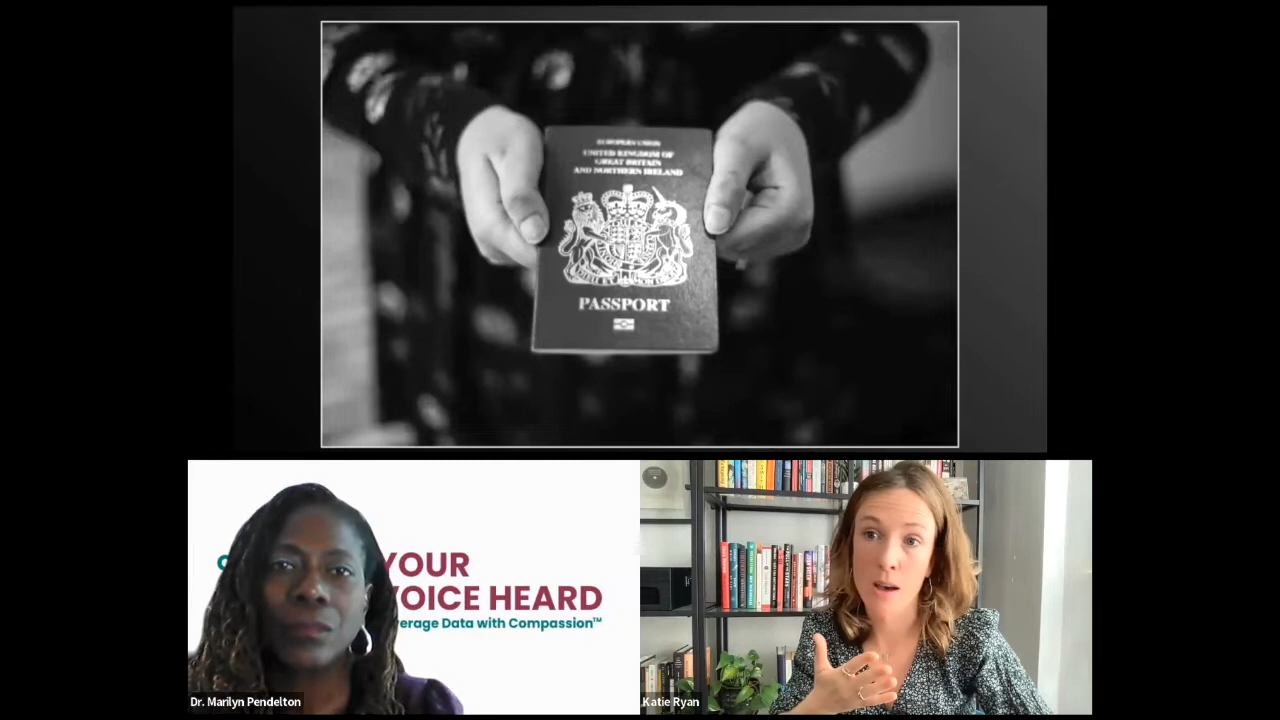 EUROPEAN UNION
UNITED KINGDOM OF
GREAT BRITAIN
AND NORTHERN IRELAND
PASSPORT
YOUR
VOICE HEARD
erage Data with Compassion™
Dr. Marilyn Pendelton
Katie Ryan